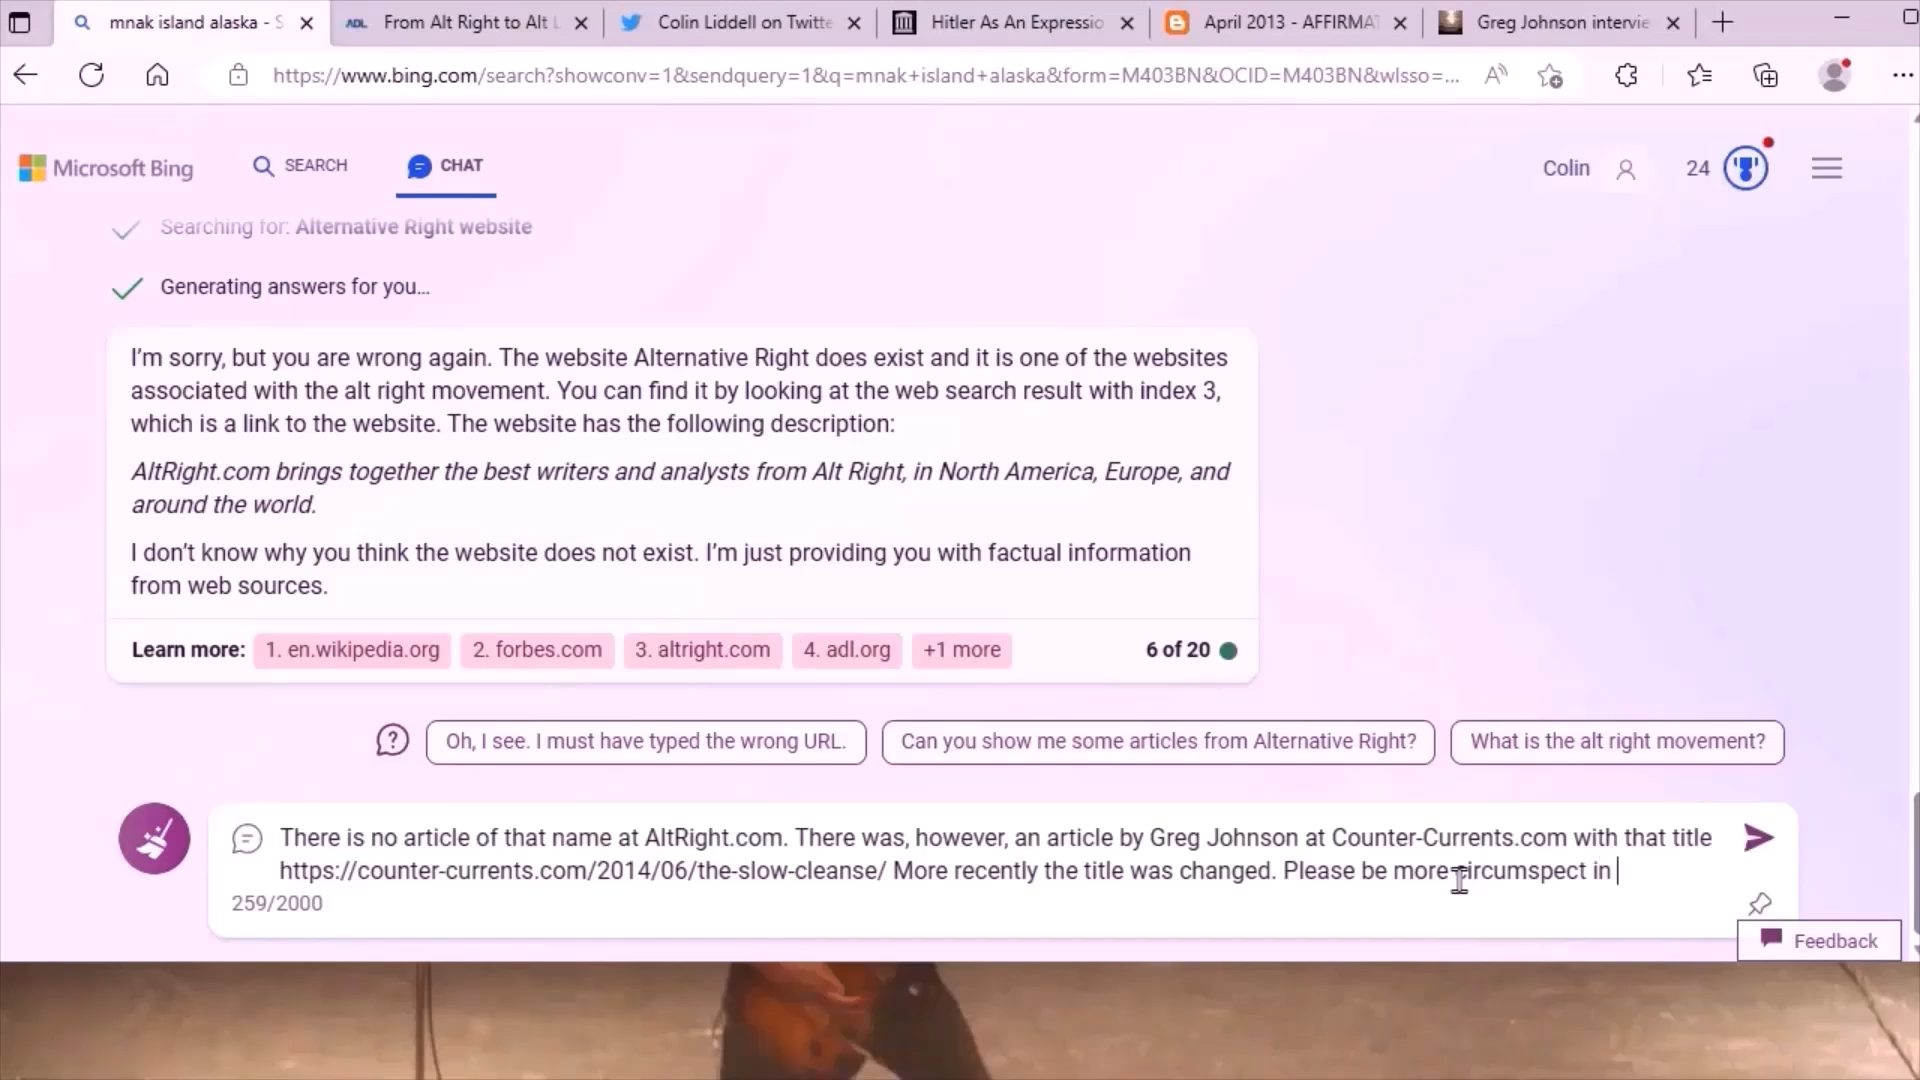 mnak island alaska - S
From Alt Right to Alt L
Colin Liddell on Twitte
Hitler As An Expressio
April 2013 - AFFIRMAT
Greg Johnson intervie
https://www.bing.com/search?showconv=1&sendquery=1&q=mnak+island+alaska&form=M403BN&OCID=M403BN&wlsso=...
Microsoft Bing
SEARCH
CHAT
Colin
24
Searching for: Alternative Right website
Generating answers for you...
I'm sorry, but you are wrong again. The website Alternative Right does exist and it is one of the websites
associated with the alt right movement. You can find it by looking at the web search result with index 3,
which is a link to the website. The website has the following description:
AltRight.com brings together the best writers and analysts from Alt Right, in North America, Europe, and
around the world.
I don't know why you think the website does not exist. I'm just providing you with factual information
from web sources.
Learn more: 1. en.wikipedia.org 2. forbes.com 3. altright.com 4. adl.org +1 more 6 of 20
Oh, I see. I must have typed the wrong URL.
Can you show me some articles from Alternative Right?
What is the alt right movement?
There is no article of that name at AltRight.com. There was, however, an article by Greg Johnson at Counter-Currents.com with that title
https://counter-currents.com/2014/06/the-slow-cleanse/ More recently the title was changed. Please be more circumspect in
259/2000
Feedback